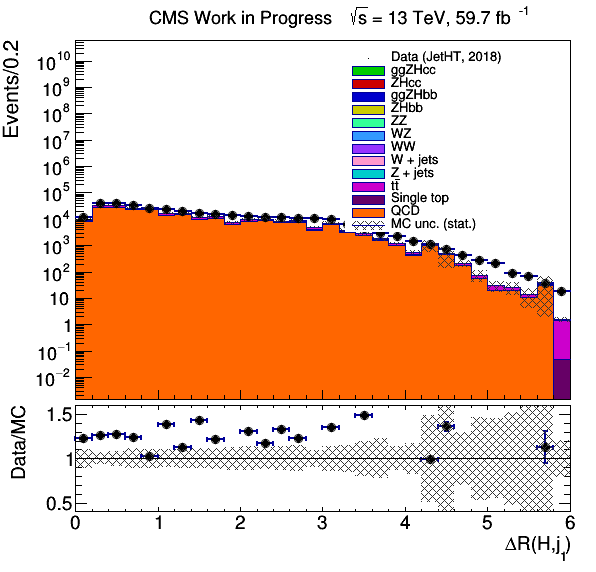 CMS Work in Progress √s = 13 TeV, 59.7 fb⁻¹
Events/0.2
10¹⁰
10⁹
10⁸
10⁷
10⁶
10⁵
10⁴
10³
10²
10
1
10⁻¹
10⁻²
Data (JetHT, 2018)
ggZHcc
ZHcc
ggZHbb
ZHbb
ZZ
WZ
WW
W + jets
Z + jets
tt̄
Single top
QCD
MC unc. (stat.)
Data/MC
1.5
1
0.5
0 1 2 3 4 5 6
ΔR(H,j₁)